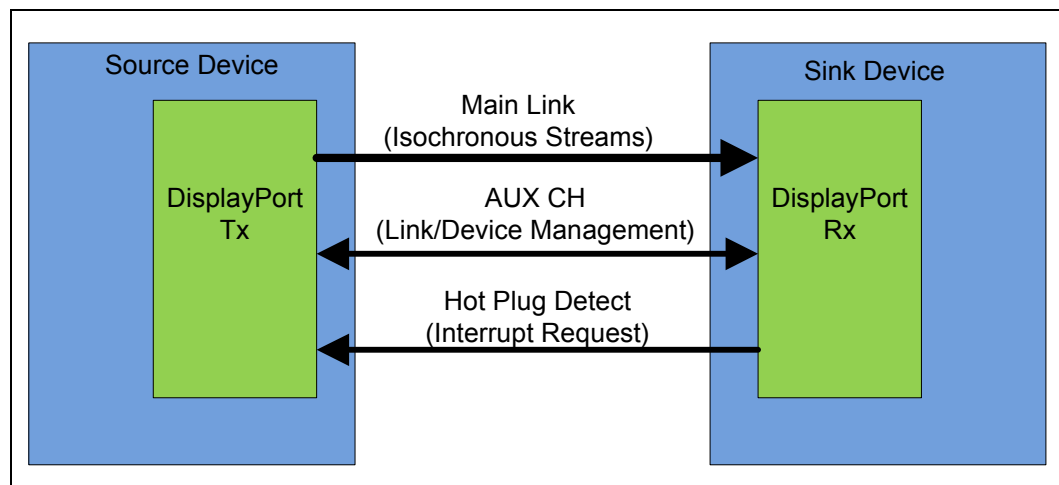 Source Device
Sink Device
Main Link
(Isochronous Streams)
DisplayPort
Tx
AUX CH
(Link/Device Management)
DisplayPort
Rx
Hot Plug Detect
(Interrupt Request)